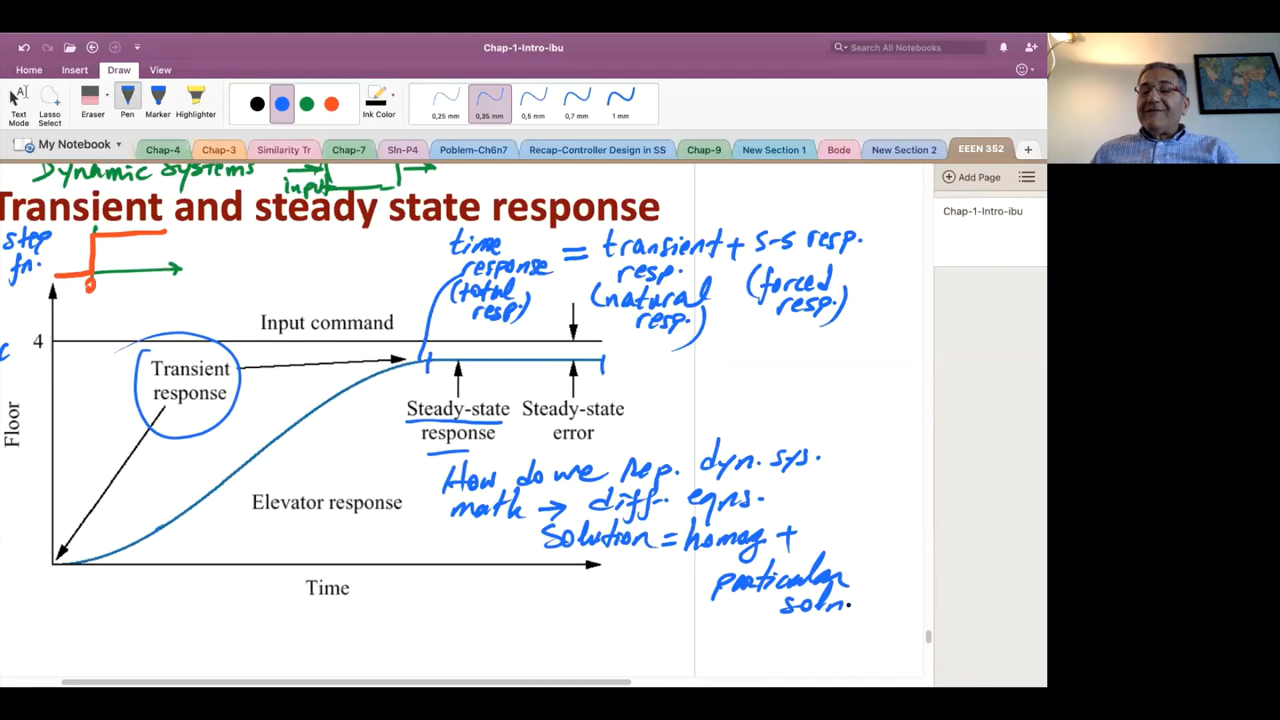 Chap-1-Intro-ibu
Search All Notebooks
Home Insert Draw View
Text Mode
Lasso Select
Eraser
Pen
Marker
Highlighter
Ink Color
0,25 mm
0,35 mm
0,5 mm
0,7 mm
1 mm
My Notebook
Chap-4
Chap-3
Similarity Tr
Chap-7
SIn-P4
Poblem-Ch6n7
Recap-Controller Design in SS
Chap-9
New Section 1
Bode
New Section 2
EEEN 352
Add Page
Chap-1-Intro-ibu
Dynamic systems
input
Transient and steady state response
step
fn.
0
time
response
(total
resp.)
= transient + s-s resp.
resp.
(natural
resp.)
(forced
resp.)
Input command
4
Transient
response
Steady-state
response
Steady-state
error
Floor
Elevator response
Time
How do we rep. dyn. sys.
math → diff. eqns.
Solution = homog +
particular
soln.